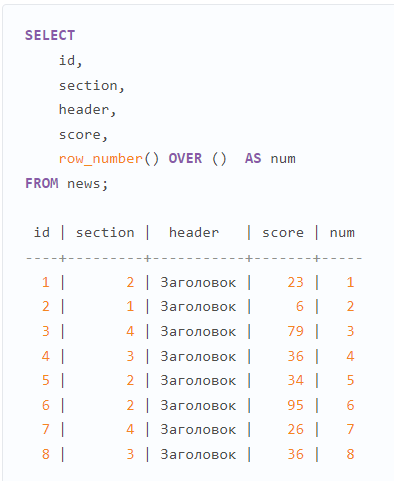 SELECT
    id,
    section,
    header,
    score,
    row_number() OVER ()  AS num
FROM news;

 id | section |  header   | score | num
----+---------+-----------+-------+-----
  1 |       2 | Заголовок |    23 |   1
  2 |       1 | Заголовок |     6 |   2
  3 |       4 | Заголовок |    79 |   3
  4 |       3 | Заголовок |    36 |   4
  5 |       2 | Заголовок |    34 |   5
  6 |       2 | Заголовок |    95 |   6
  7 |       4 | Заголовок |    26 |   7
  8 |       3 | Заголовок |    36 |   8